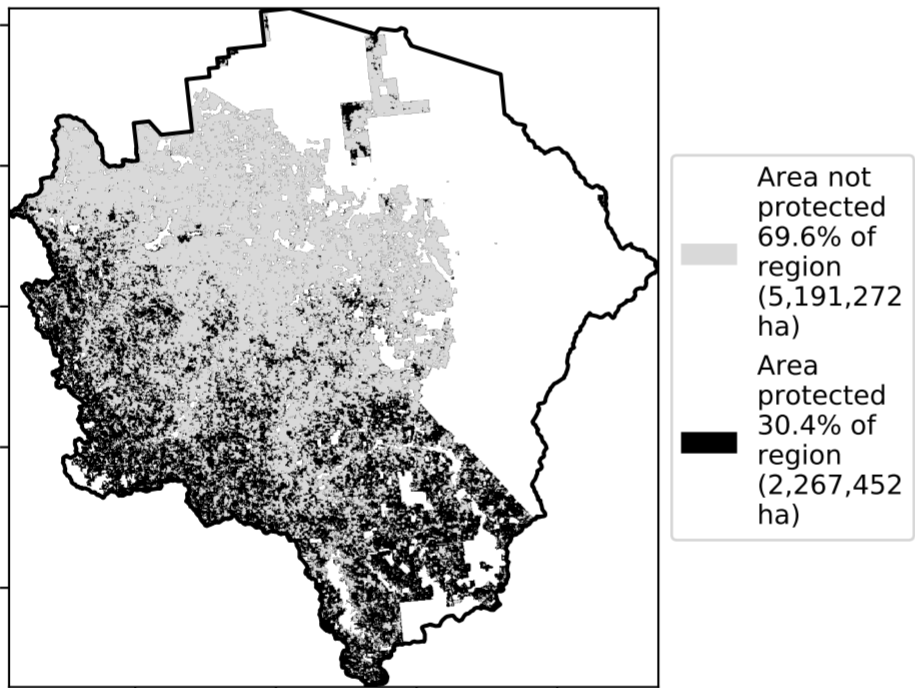 Area not
protected
69.6% of
region
(5,191,272
ha)
Area
protected
30.4% of
region
(2,267,452
ha)